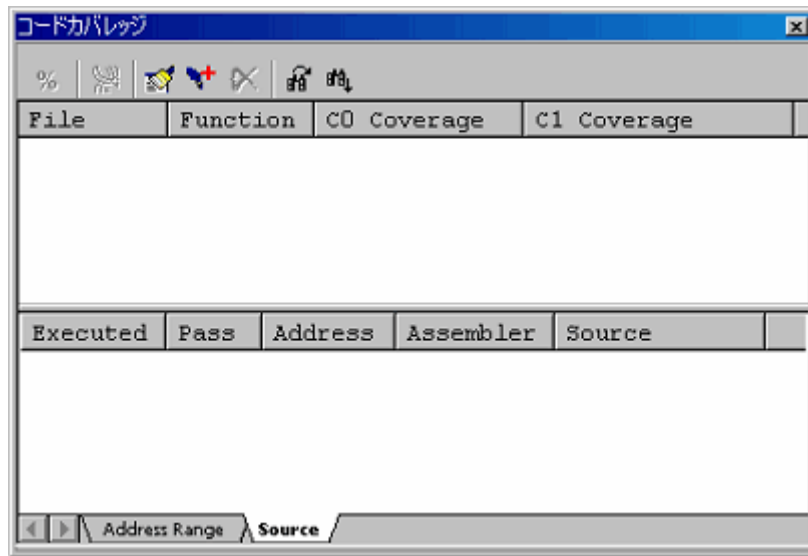 コードカバレッジ
%
File Function C0 Coverage C1 Coverage
Executed Pass Address Assembler Source
Address Range Source